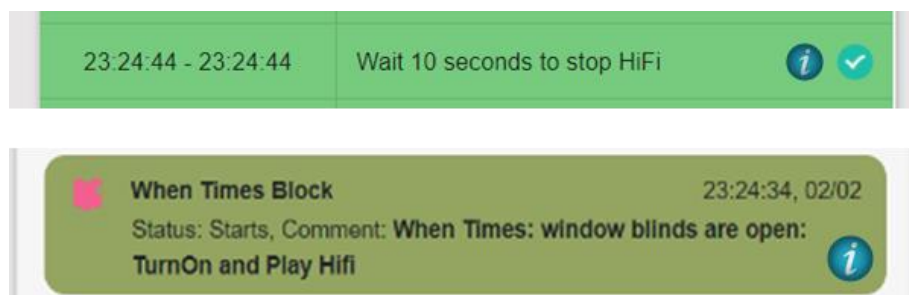 23:24:44 - 23:24:44 Wait 10 seconds to stop HiFi i
When Times Block 23:24:34, 02/02
Status: Starts, Comment: When Times: window blinds are open:
TurnOn and Play Hifi i